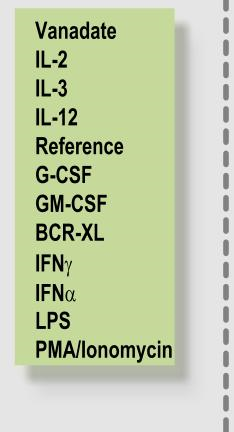 Vanadate
IL-2
IL-3
IL-12
Reference
G-CSF
GM-CSF
BCR-XL
IFNγ
IFNα
LPS
PMA/Ionomycin